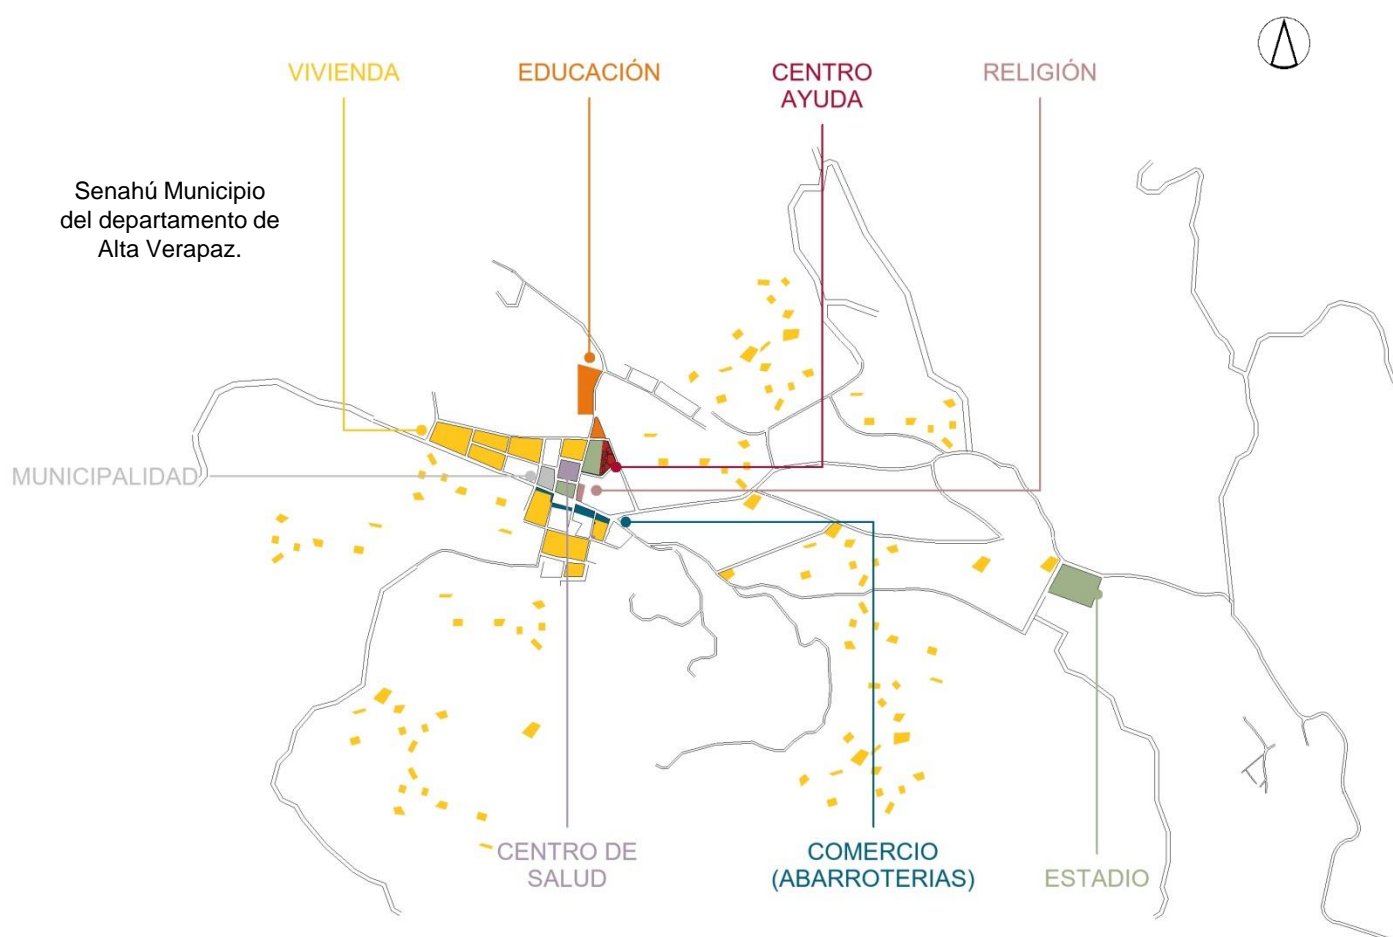 VIVIENDA
EDUCACIÓN
CENTRO
AYUDA
RELIGIÓN
Senahú Municipio
del departamento de
Alta Verapaz.
MUNICIPALIDAD
CENTRO DE
SALUD
COMERCIO
(ABARROTERIAS)
ESTADIO